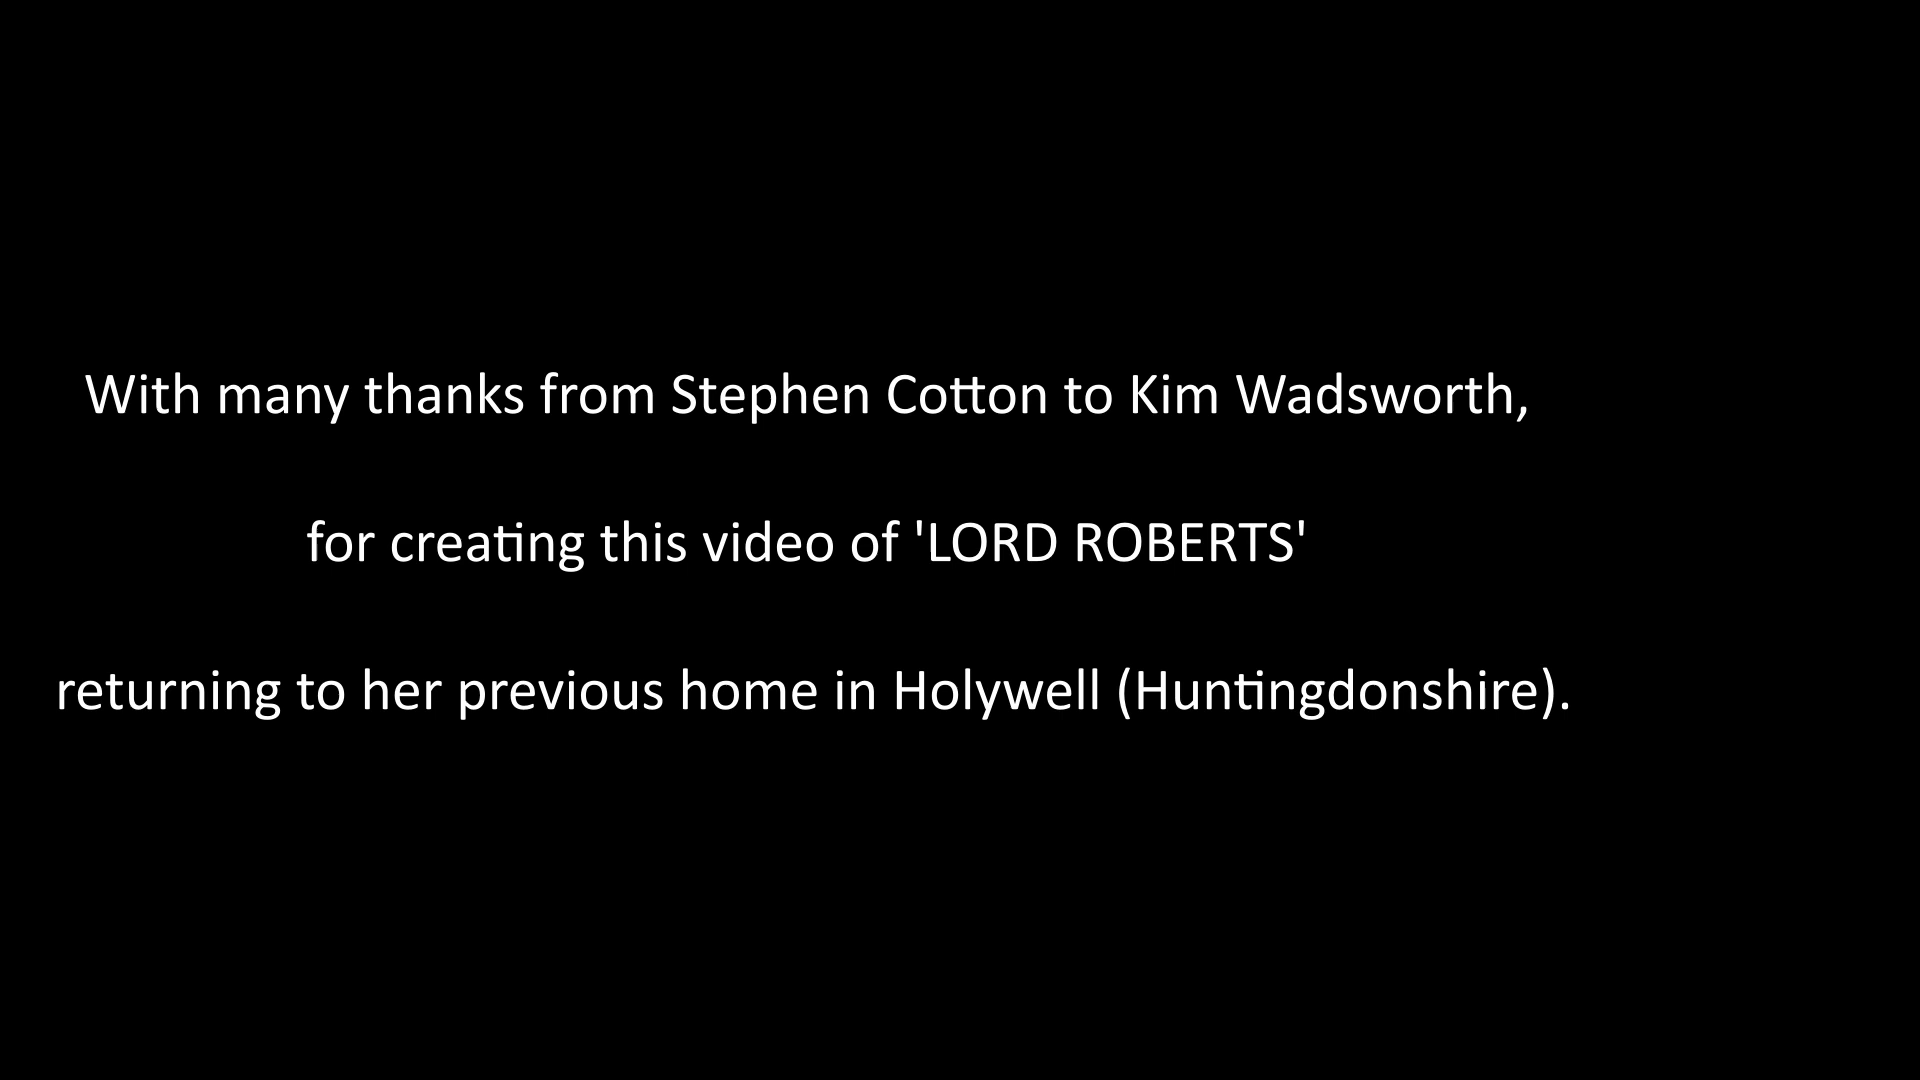 With many thanks from Stephen Cotton to Kim Wadsworth,
for creating this video of 'LORD ROBERTS'
returning to her previous home in Holywell (Huntingdonshire).